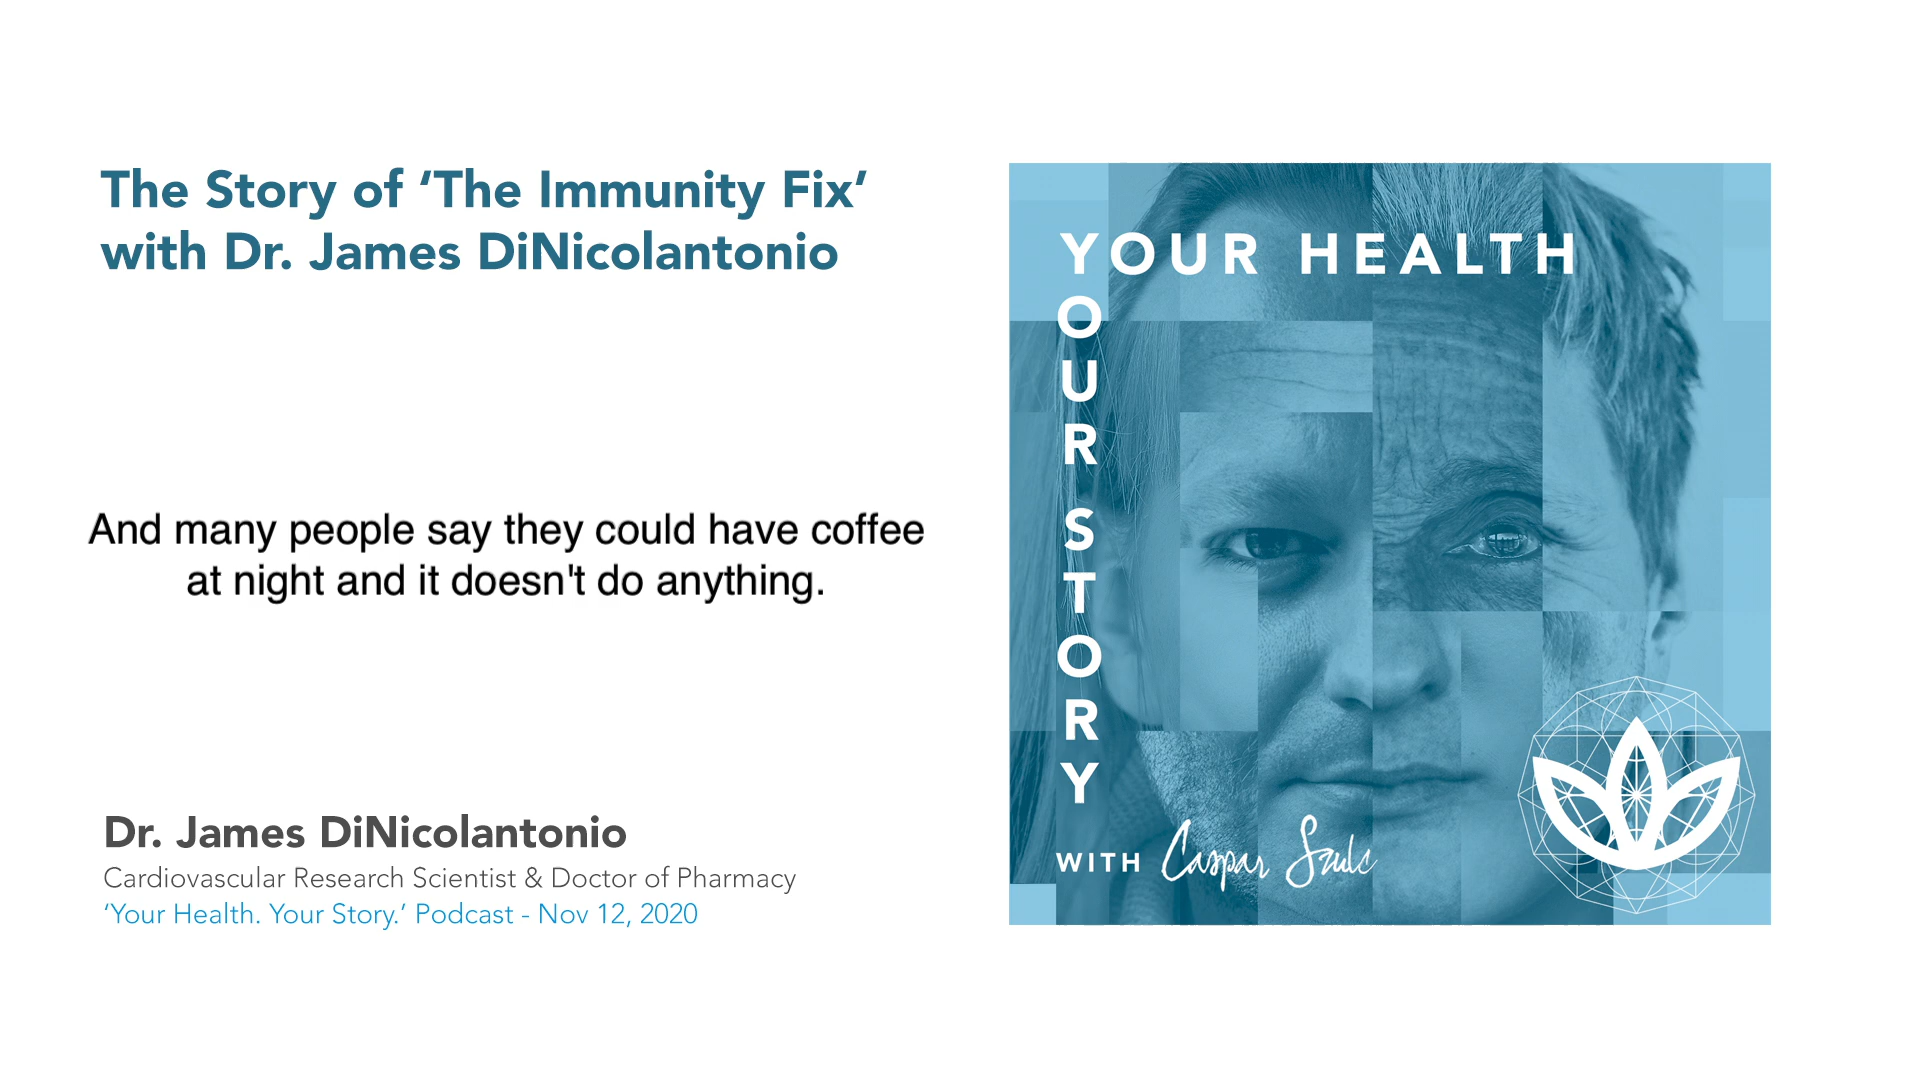 The Story of ‘The Immunity Fix’
with Dr. James DiNicolantonio
And many people say they could have coffee
at night and it doesn't do anything.
Dr. James DiNicolantonio
Cardiovascular Research Scientist & Doctor of Pharmacy
‘Your Health. Your Story.’ Podcast - Nov 12, 2020
YOUR HEALTH
YOUR STORY
WITH Caspar Szulc